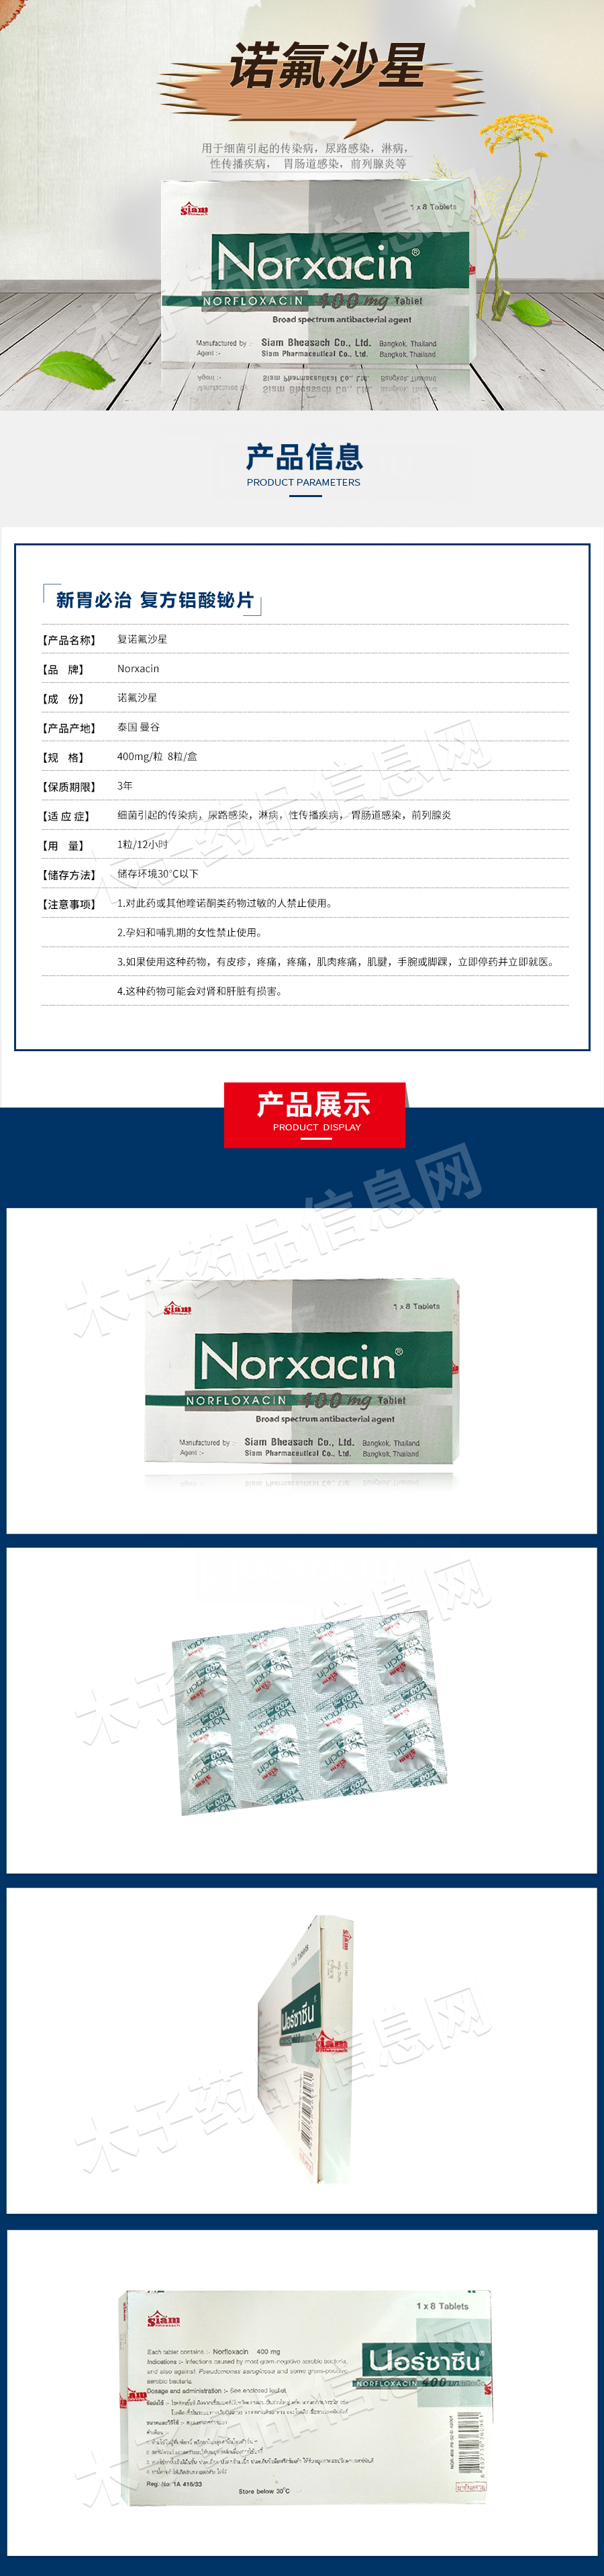 诺氟沙星
用于细菌引起的传染病，尿路感染，淋病，
性传播疾病， 胃肠道感染，前列腺炎等
Siam
1 x 8 Tablets
Norxacin®
NORFLOXACIN 400 mg Tablet
Broad spectrum antibacterial agent
Manufactured by :- Siam Bheasach Co., Ltd. Bangkok, Thailand
Agent :- Siam Pharmaceutical Co., Ltd. Bangkok, Thailand
产品信息
PRODUCT PARAMETERS
新胃必治 复方铝酸铋片
【产品名称】 复诺氟沙星
【品 牌】 Norxacin
【成 份】 诺氟沙星
【产品产地】 泰国 曼谷
【规 格】 400mg/粒 8粒/盒
【保质期限】 3年
【适 应 症】 细菌引起的传染病，尿路感染，淋病，性传播疾病， 胃肠道感染，前列腺炎
【用 量】 1粒/12小时
【储存方法】 储存环境30℃以下
【注意事项】 1.对此药或其他喹诺酮类药物过敏的人禁止使用。
2.孕妇和哺乳期的女性禁止使用。
3.如果使用这种药物，有皮疹，疼痛，疼痛，肌肉疼痛，肌腱，手腕或脚踝，立即停药并立即就医。
4.这种药物可能会对肾和肝脏有损害。
产品展示
PRODUCT DISPLAY
木子药品信息网
Siam
1 x 8 Tablets
Norxacin®
NORFLOXACIN 400 mg Tablet
Broad spectrum antibacterial agent
Manufactured by :- Siam Bheasach Co., Ltd. Bangkok, Thailand
Agent :- Siam Pharmaceutical Co., Ltd. Bangkok, Thailand
木子药品信息网
Norxacin 400
Siam
木子药品信息网
นอร์ซาซีน
Siam
1 x 8 Tablets
Siam
Each tablet contains :- Norfloxacin 400 mg
Indications :- Infections caused by most gram-negative aerobic bacteria,
and also against Pseudomonas aeruginosa and some gram-positive
aerobic bacteria.
Dosage and administration :- See enclosed leaflet.
นอร์ซาซีน®
NORFLOXACIN 400
Reg. No. 1A 416/33
Store below 30°C